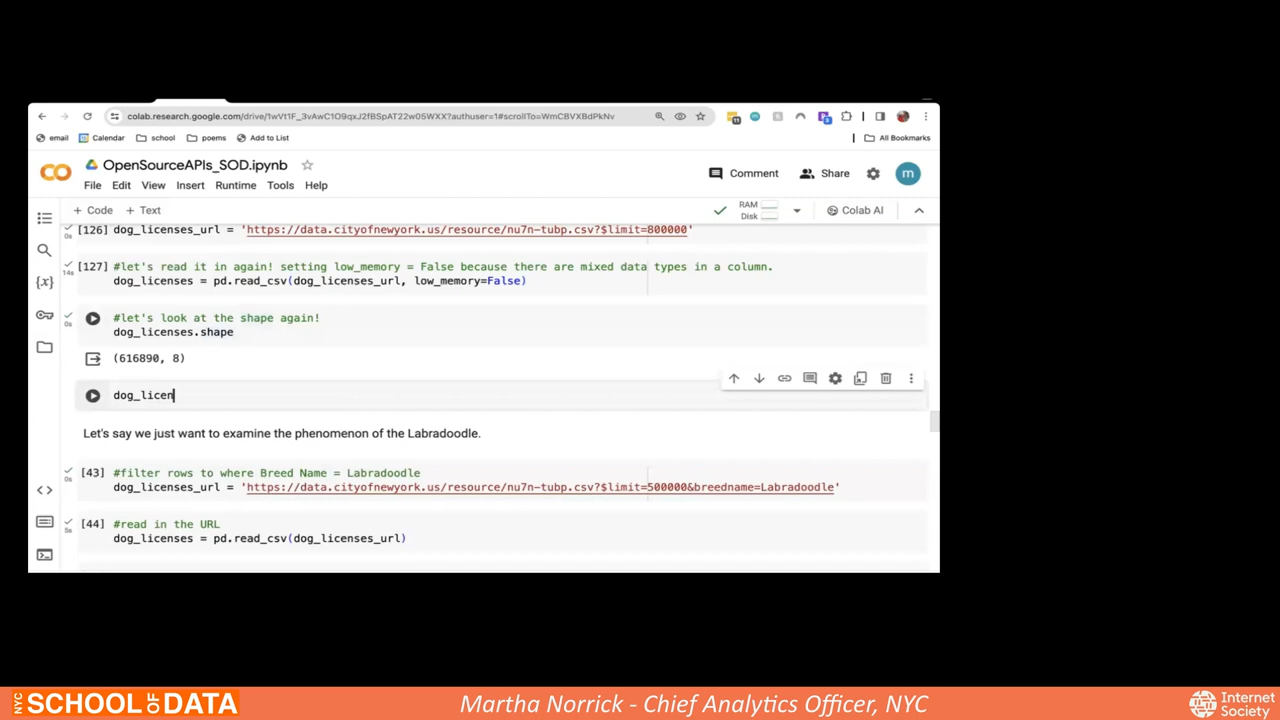 colab.research.google.com/drive/1wVt1F_3vAwC1O9qxJ2fBSpAT22w05WXX?authuser=1#scrollTo=WmCBVXBdPkNv
email Calendar school poems Add to List All Bookmarks
OpenSourceAPIs_SOD.ipynb
File Edit View Insert Runtime Tools Help
Comment Share m
+ Code + Text
RAM
Disk
Colab AI
[126] dog_licenses_url = 'https://data.cityofnewyork.us/resource/nu7n-tubp.csv?$limit=800000'
0s
[127] #let's read it in again! setting low_memory = False because there are mixed data types in a column.
14s
dog_licenses = pd.read_csv(dog_licenses_url, low_memory=False)
#let's look at the shape again!
0s
dog_licenses.shape
(616890, 8)
dog_licen
Let's say we just want to examine the phenomenon of the Labradoodle.
[43] #filter rows to where Breed Name = Labradoodle
0s
dog_licenses_url = 'https://data.cityofnewyork.us/resource/nu7n-tubp.csv?$limit=500000&breedname=Labradoodle'
[44] #read in the URL
5s
dog_licenses = pd.read_csv(dog_licenses_url)
NYC SCHOOL OF DATA
Martha Norrick - Chief Analytics Officer, NYC
Internet
Society